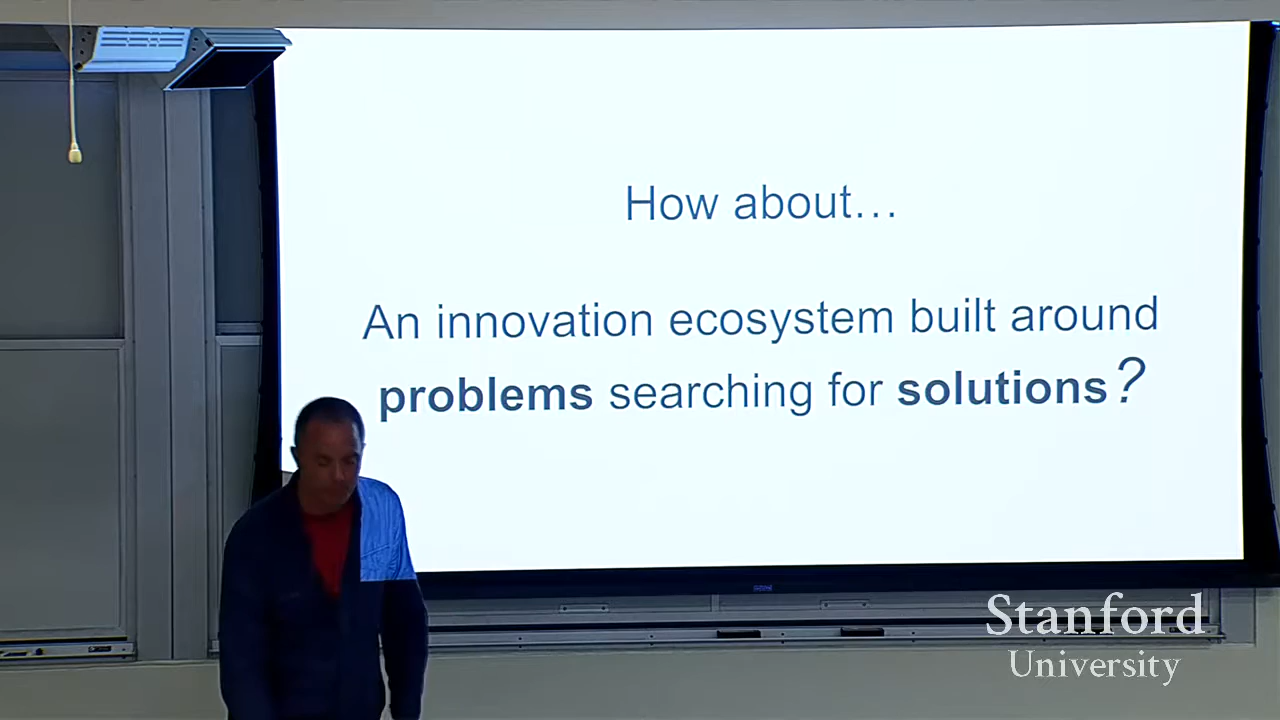 How about…
An innovation ecosystem built around
problems searching for solutions?
Stanford
University